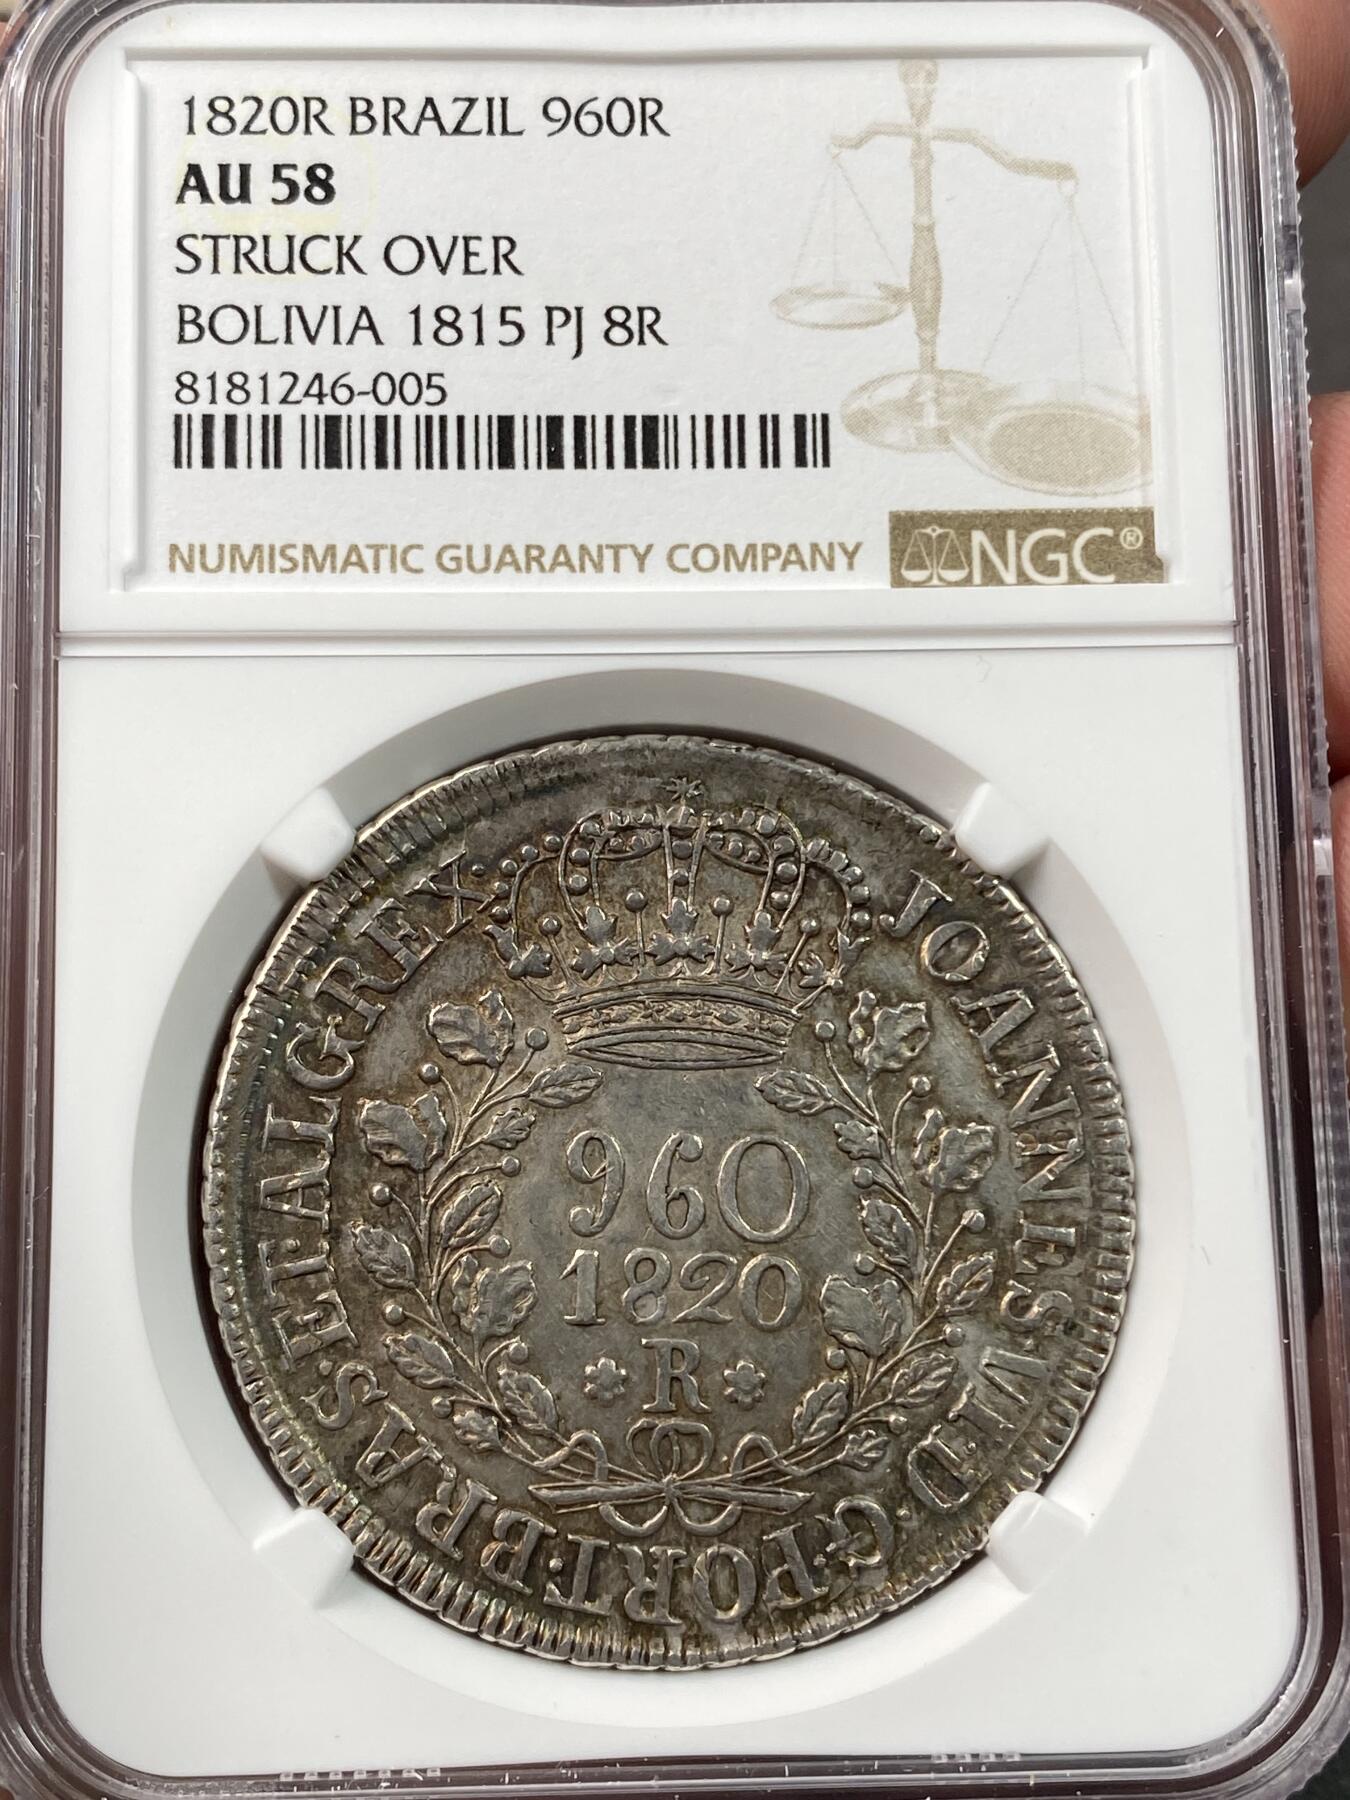 1820R BRAZIL 960R
AU 58
STRUCK OVER
BOLIVIA 1815 PJ 8R
8181246-005
NUMISMATIC GUARANTY COMPANY
NGC®
JOANNES·VI·D·G·PORT·BRAS·ET·ALG·REX·
960
1820
R